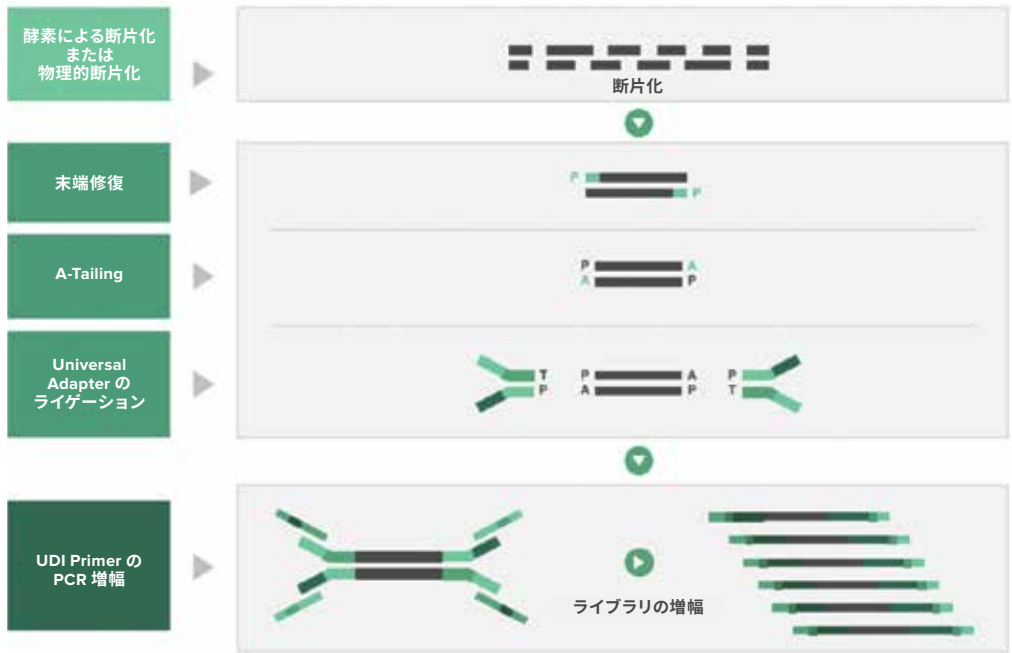 酵素による断片化
または
物理的断片化
断片化
末端修復
P
P
A-Tailing
P A
A P
Universal
Adapter の
ライゲーション
T P A P
P A P T
UDI Primer の
PCR 増幅
ライブラリの増幅